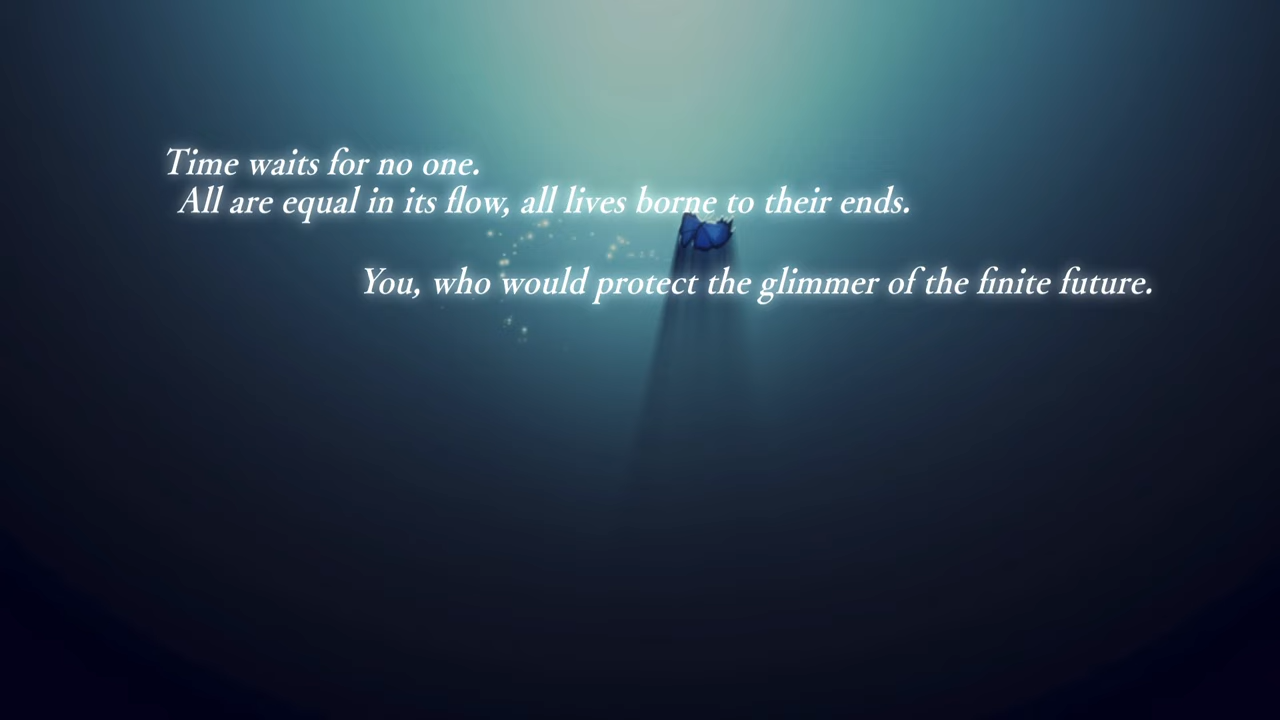 Time waits for no one.
All are equal in its flow, all lives borne to their ends.
You, who would protect the glimmer of the finite future.